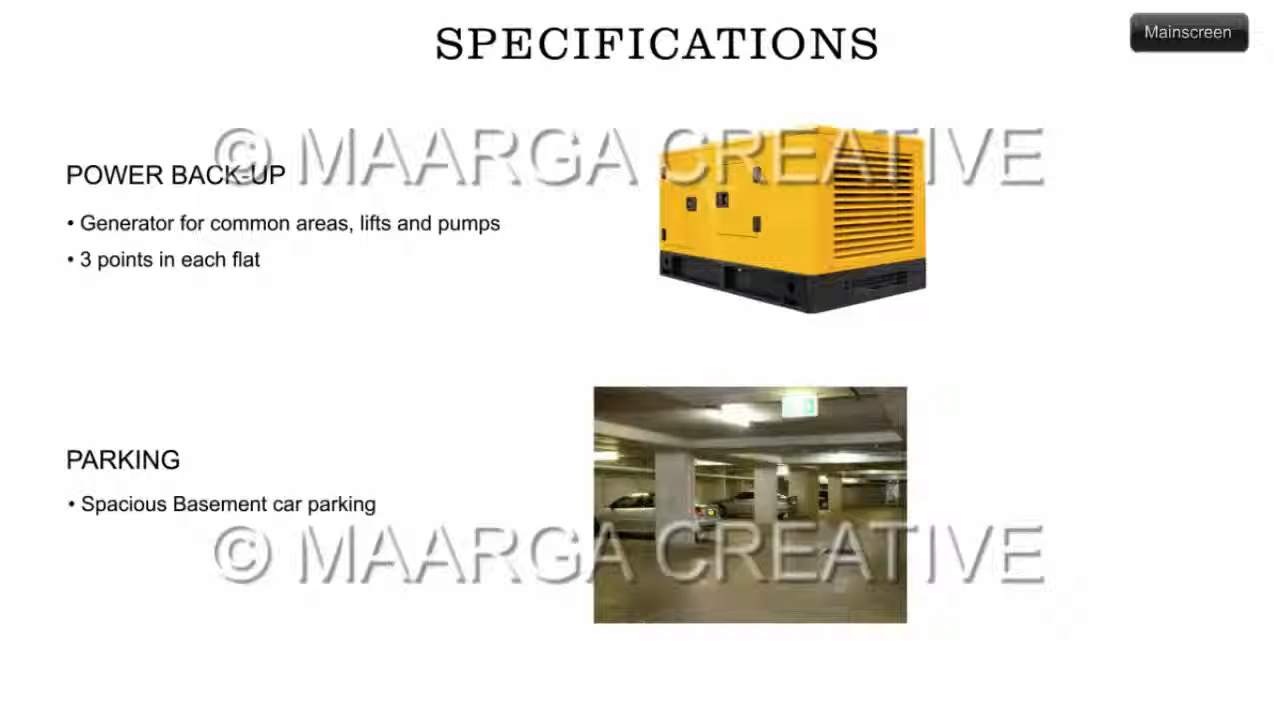 SPECIFICATIONS
Mainscreen
© MAARGA CREATIVE
POWER BACK-UP
• Generator for common areas, lifts and pumps
• 3 points in each flat
PARKING
• Spacious Basement car parking
© MAARGA CREATIVE